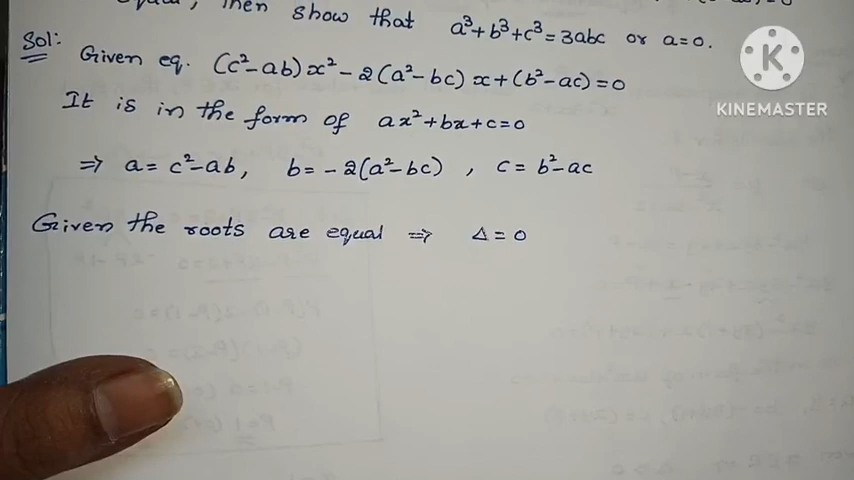 then show that a³+b³+c³=3abc or a=0.
Sol:
Given eq. (c²-ab)x²-2(a²-bc)x+(b²-ac)=0
It is in the form of ax²+bx+c=0
⇒ a=c²-ab, b=-2(a²-bc), c=b²-ac
Given the roots are equal ⇒ Δ=0
K
KINEMASTER